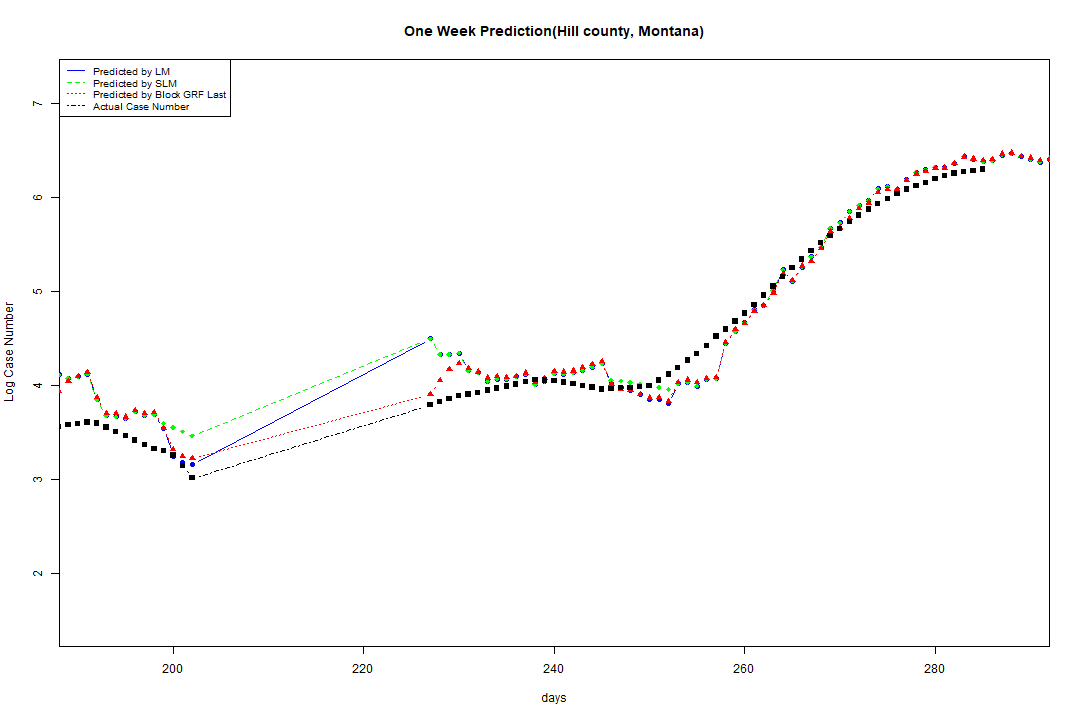 One Week Prediction(Hill county, Montana)
Predicted by LM
Predicted by SLM
Predicted by Block GRF Last
Actual Case Number
7
6
5
4
3
2
Log Case Number
200 220 240 260 280
days